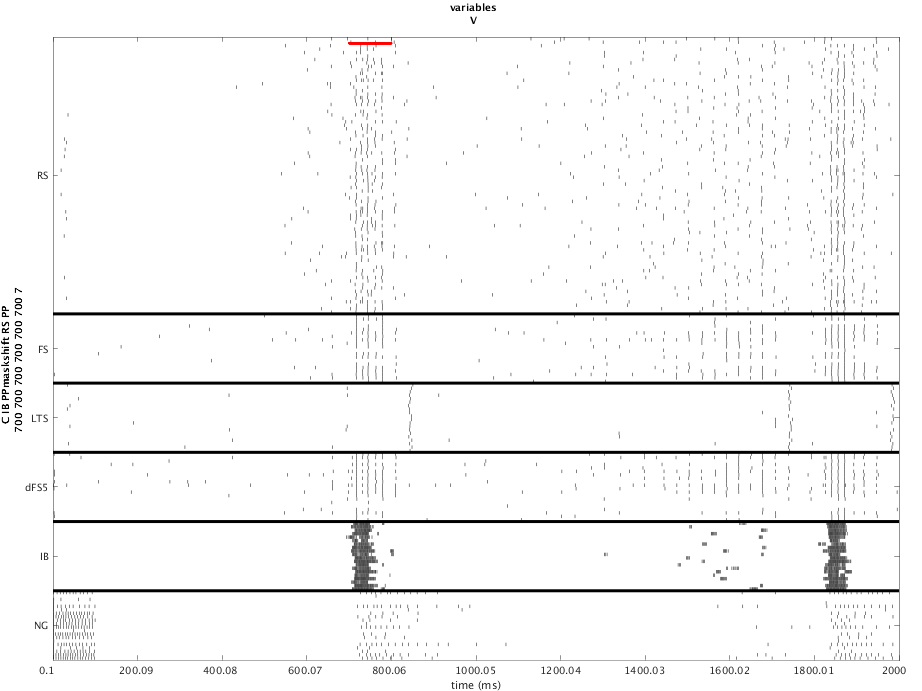 variables
V
C IB PPmaskshift RS PP
700 700 700 700 700 700 7
RS
FS
LTS
dFS5
IB
NG
0.1
200.09
400.08
600.07
800.06
1000.05
1200.04
1400.03
1600.02
1800.01
2000
time (ms)